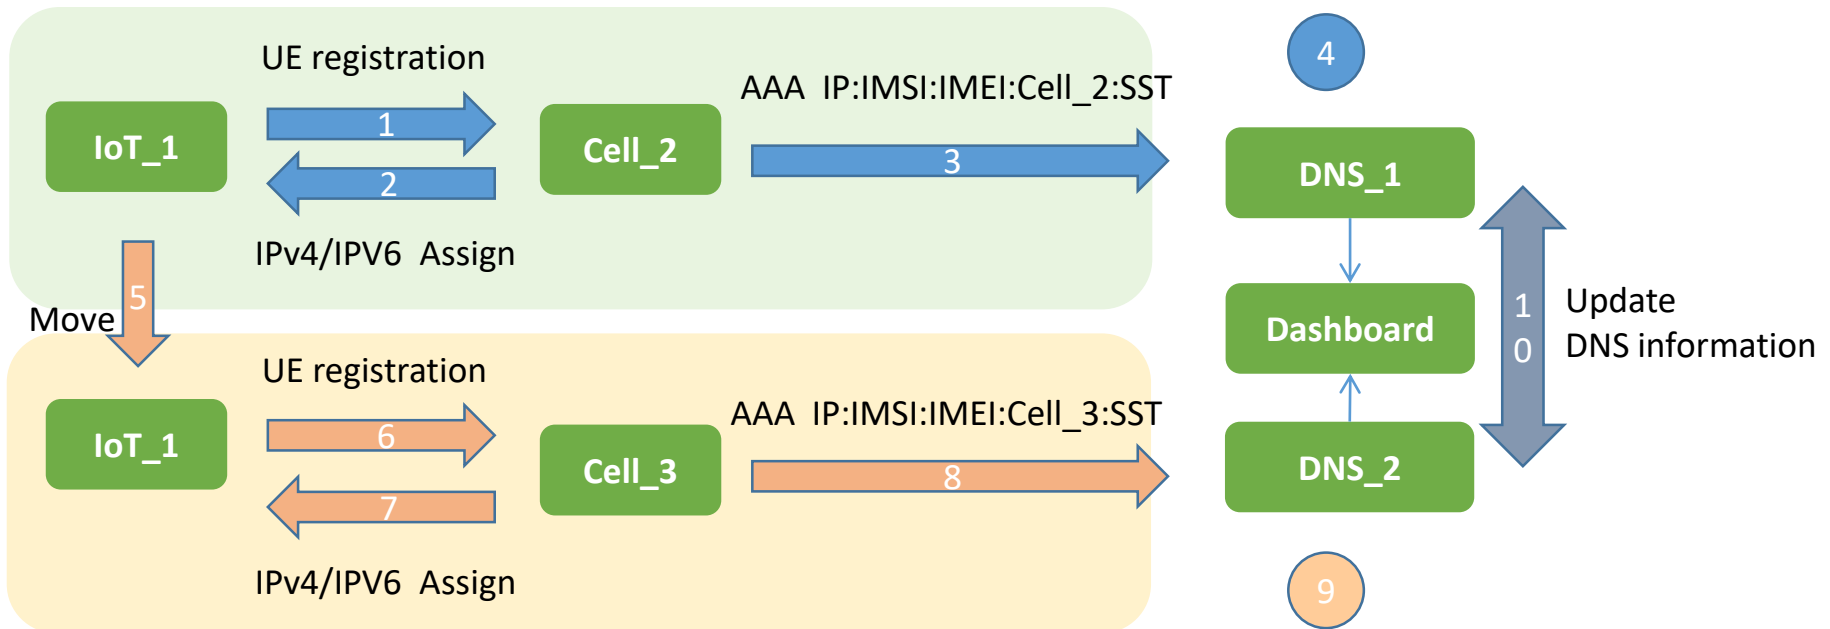 UE registration
4
AAA  IP:IMSI:IMEI:Cell_2:SST
IoT_1
1
Cell_2
3
DNS_1
2
IPv4/IPV6  Assign
5
Move
Dashboard
1
0
Update
DNS information
UE registration
AAA  IP:IMSI:IMEI:Cell_3:SST
IoT_1
6
Cell_3
8
DNS_2
7
IPv4/IPV6  Assign
9